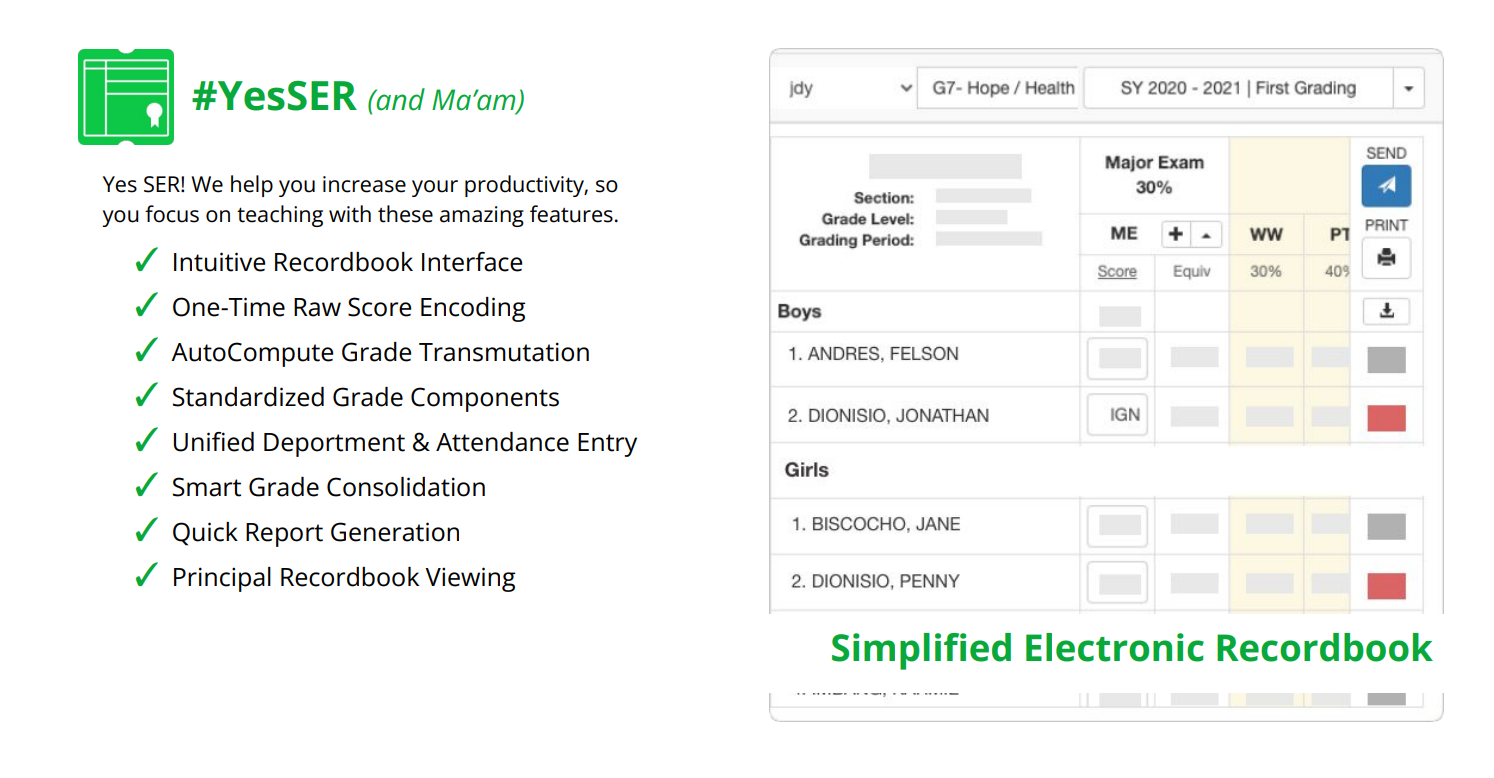 #YesSER (and Ma’am)
Yes SER! We help you increase your productivity, so
you focus on teaching with these amazing features.
✓ Intuitive Recordbook Interface
✓ One-Time Raw Score Encoding
✓ AutoCompute Grade Transmutation
✓ Standardized Grade Components
✓ Unified Deportment & Attendance Entry
✓ Smart Grade Consolidation
✓ Quick Report Generation
✓ Principal Recordbook Viewing
jdy G7- Hope / Health SY 2020 - 2021 | First Grading
Major Exam
30%
SEND
Section:
Grade Level:
Grading Period:
ME + WW PT PRINT
Score Equiv 30% 40%
Boys
1. ANDRES, FELSON
2. DIONISIO, JONATHAN IGN
Girls
1. BISCOCHO, JANE
2. DIONISIO, PENNY
Simplified Electronic Recordbook